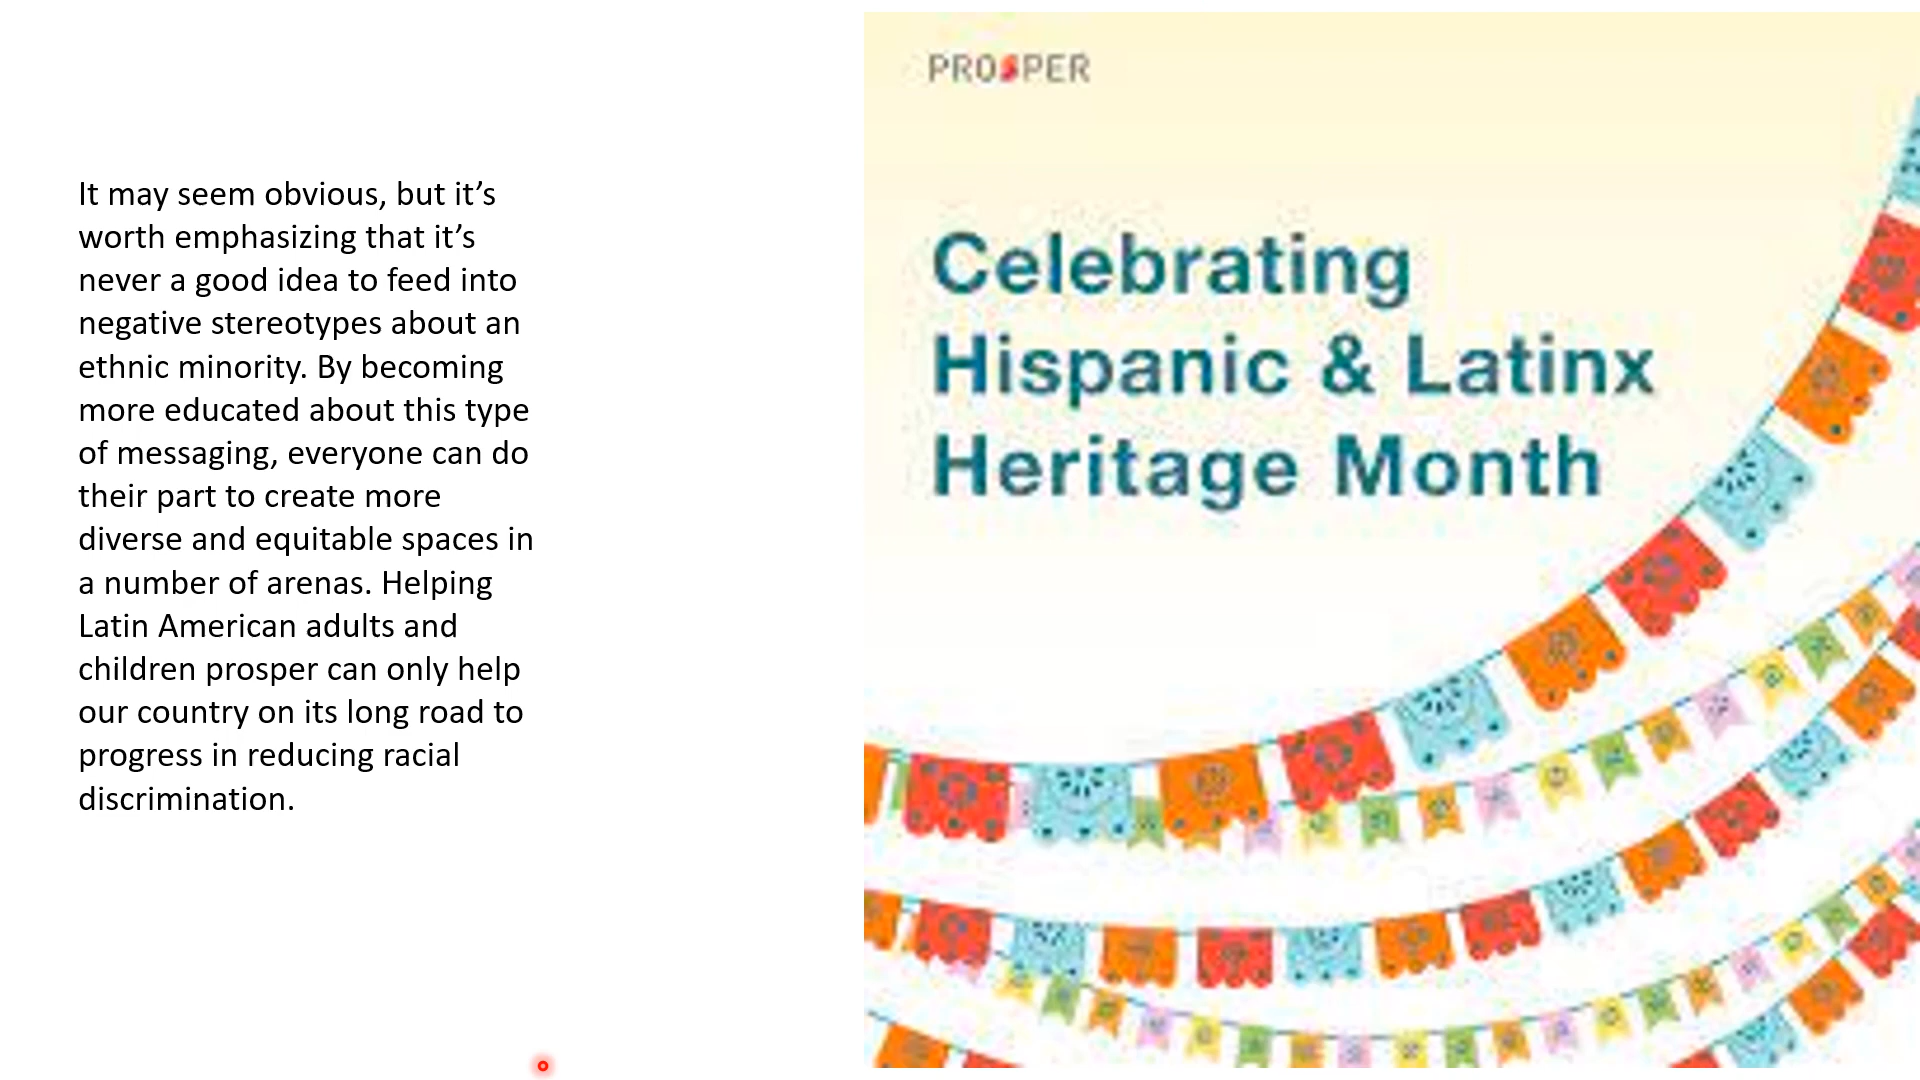 It may seem obvious, but it’s
worth emphasizing that it’s
never a good idea to feed into
negative stereotypes about an
ethnic minority. By becoming
more educated about this type
of messaging, everyone can do
their part to create more
diverse and equitable spaces in
a number of arenas. Helping
Latin American adults and
children prosper can only help
our country on its long road to
progress in reducing racial
discrimination.
PROSPER
Celebrating
Hispanic & Latinx
Heritage Month